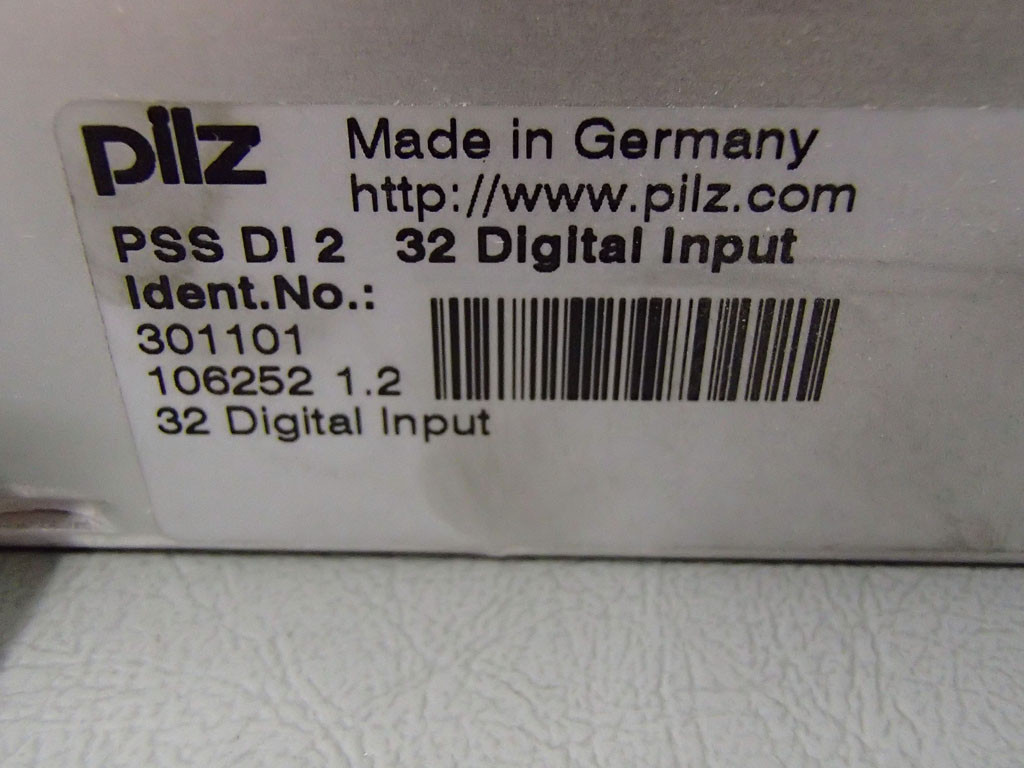 pilz
Made in Germany
http://www.pilz.com
PSS DI 2 32 Digital Input
Ident.No.:
301101
106252 1.2
32 Digital Input